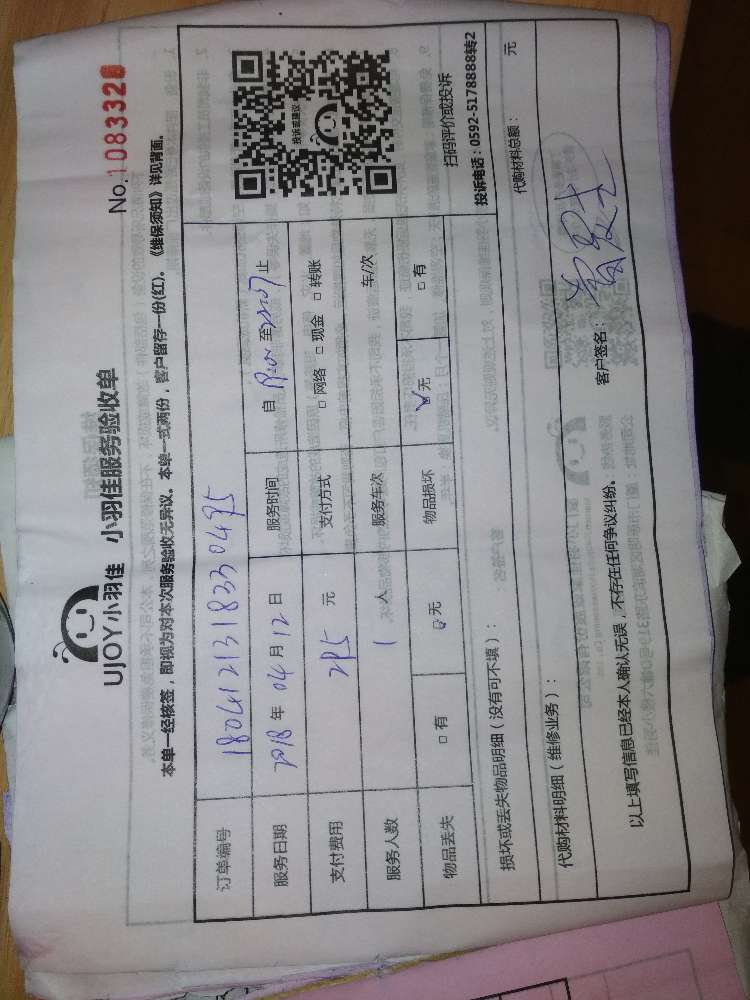 No.1083328
UJOY小羽佳 小羽佳服务验收单
本单一经核签，即视为对本次服务验收无异议。本单一式两份，客户留存一份(红)。《维保须知》详见背面。
订单编号 180412131833 0495
服务日期 2018 年 04 月 12 日 服务时间 自 至 止
支付费用 295 元 支付方式 □ 网络 □ 现金 □ 转账
服务人数 1 人 服务车次 车/次
物品丢失 □ 有 □ 无 物品损坏 □ 无 □ 有
投诉或建议
扫码评价或投诉
投诉电话：0592-5178888转2
损坏或丢失物品明细（没有可不填）：
代购材料明细（维修业务）： 代购材料总额： 元
以上填写信息已经本人确认无误，不存在任何争议纠纷。 客户签名：